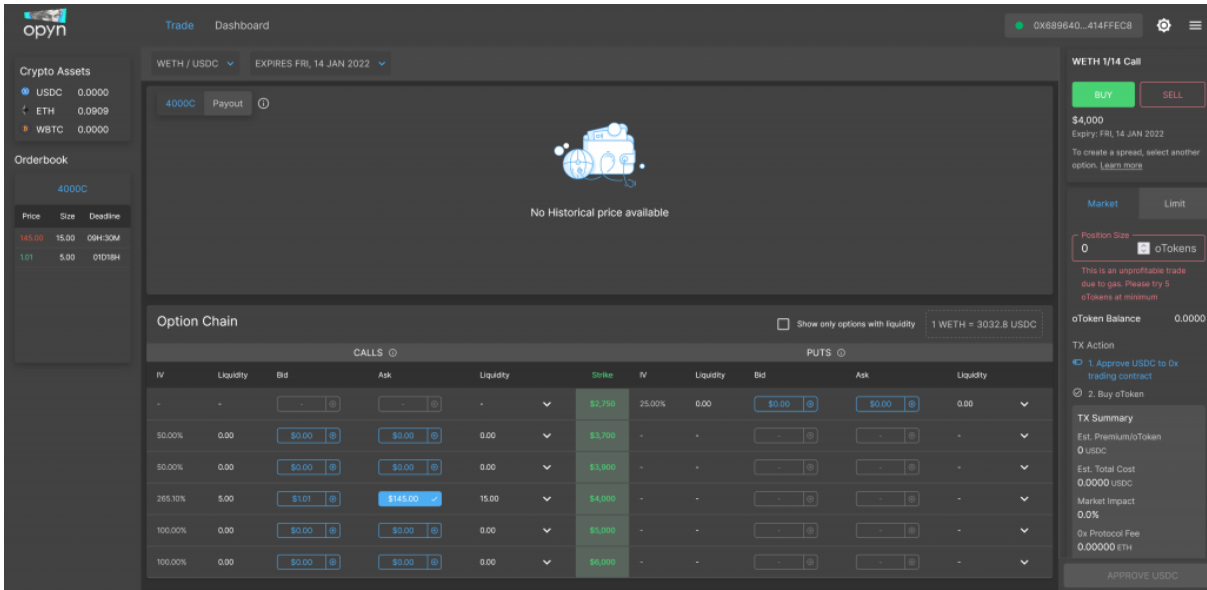 opyn
Trade Dashboard
0X689640...414FFEC8
Crypto Assets
USDC 0.0000
ETH 0.0909
WBTC 0.0000
Orderbook
4000C
Price Size Deadline
145.00 15.00 09H:30M
1.01 5.00 01D18H
WETH / USDC EXPIRES FRI, 14 JAN 2022
4000C Payout
No Historical price available
Option Chain
Show only options with liquidity 1 WETH = 3032.8 USDC
CALLS PUTS
IV Liquidity Bid Ask Liquidity Strike IV Liquidity Bid Ask Liquidity
- - - - - $2,750 25.00% 0.00 $0.00 $0.00 0.00
50.00% 0.00 $0.00 $0.00 0.00 $3,700 - - - - -
50.00% 0.00 $0.00 $0.00 0.00 $3,900 - - - - -
265.10% 5.00 $1.01 $145.00 15.00 $4,000 - - - - -
100.00% 0.00 $0.00 $0.00 0.00 $5,000 - - - - -
100.00% 0.00 $0.00 $0.00 0.00 $6,000 - - - - -
WETH 1/14 Call
BUY SELL
$4,000
Expiry: FRI, 14 JAN 2022
To create a spread, select another
option. Learn more
Market Limit
Position Size
0 oTokens
This is an unprofitable trade
due to gas. Please try 5
oTokens at minimum
oToken Balance 0.0000
TX Action
1. Approve USDC to 0x
trading contract
2. Buy oToken
TX Summary
Est. Premium/oToken
0 USDC
Est. Total Cost
0.0000 USDC
Market Impact
0.0%
0x Protocol Fee
0.00000 ETH
APPROVE USDC